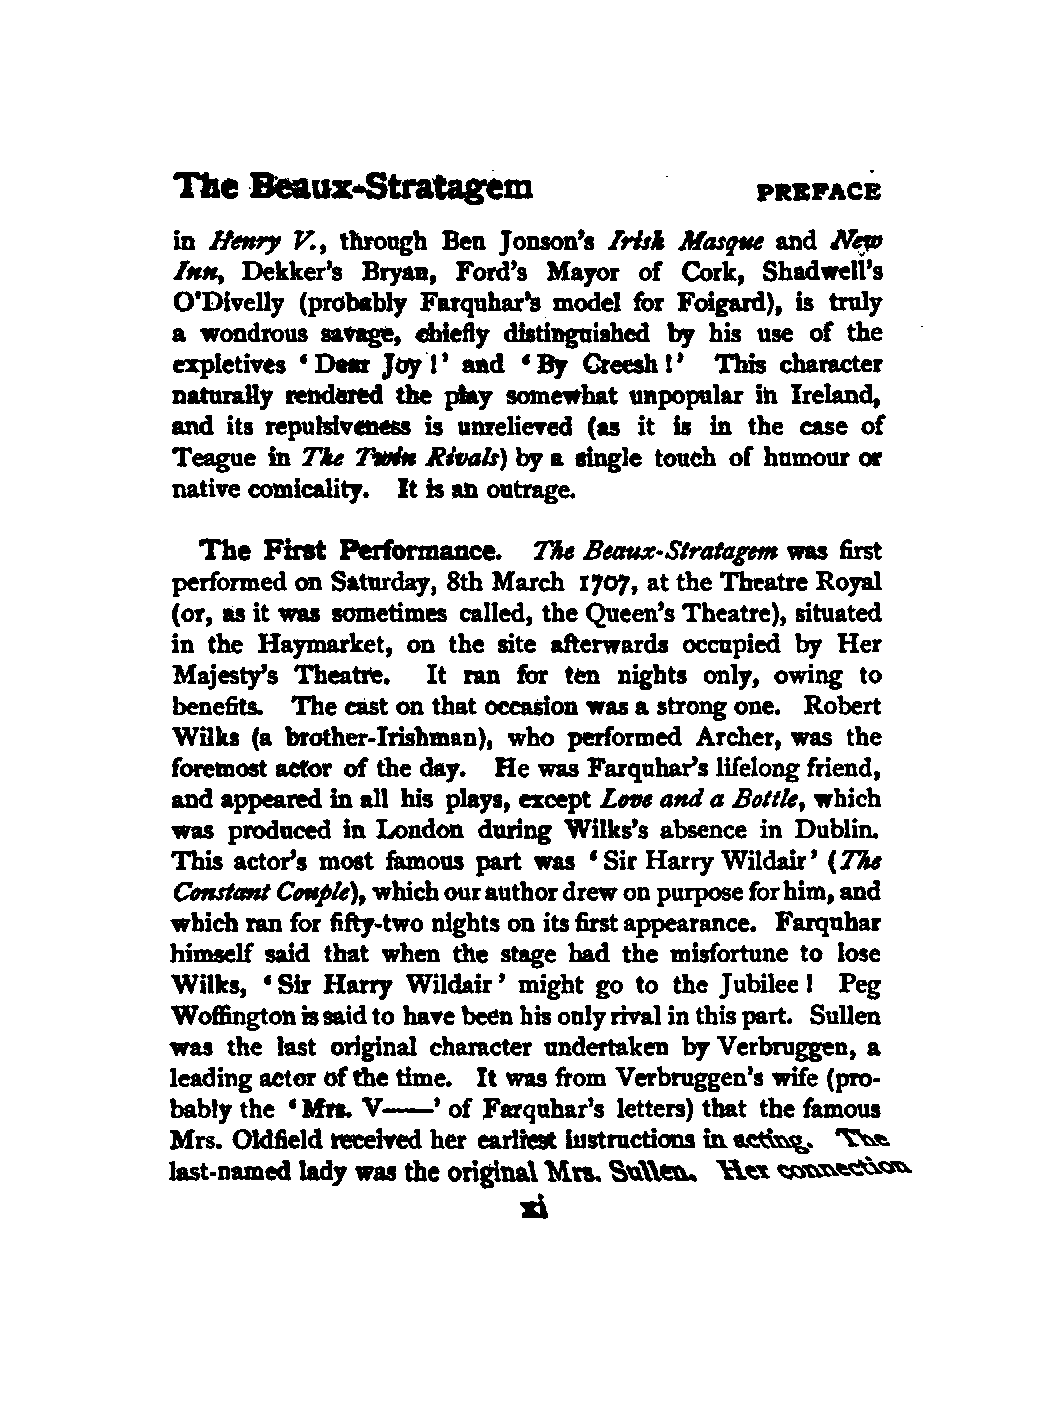 The Beaux-Stratagem PREFACE
in Henry V., through Ben Jonson's Irish Masque and New
Inn, Dekker's Bryan, Ford's Mayor of Cork, Shadwell's
O'Divelly (probably Farquhar's model for Foigard), is truly
a wondrous savage, chiefly distinguished by his use of the
expletives ‘ Dear Joy ! ’ and ‘ By Creesh ! ’ This character
naturally rendered the play somewhat unpopular in Ireland,
and its repulsiveness is unrelieved (as it is in the case of
Teague in The Twin Rivals) by a single touch of humour or
native comicality. It is an outrage.
The First Performance. The Beaux-Stratagem was first
performed on Saturday, 8th March 1707, at the Theatre Royal
(or, as it was sometimes called, the Queen's Theatre), situated
in the Haymarket, on the site afterwards occupied by Her
Majesty's Theatre. It ran for ten nights only, owing to
benefits. The cast on that occasion was a strong one. Robert
Wilks (a brother-Irishman), who performed Archer, was the
foremost actor of the day. He was Farquhar's lifelong friend,
and appeared in all his plays, except Love and a Bottle, which
was produced in London during Wilks's absence in Dublin.
This actor's most famous part was ‘ Sir Harry Wildair ’ (The
Constant Couple), which our author drew on purpose for him, and
which ran for fifty-two nights on its first appearance. Farquhar
himself said that when the stage had the misfortune to lose
Wilks, ‘ Sir Harry Wildair ’ might go to the Jubilee ! Peg
Woffington is said to have been his only rival in this part. Sullen
was the last original character undertaken by Verbruggen, a
leading actor of the time. It was from Verbruggen's wife (pro-
bably the ‘ Mrs. V—— ’ of Farquhar's letters) that the famous
Mrs. Oldfield received her earliest instructions in acting. The
last-named lady was the original Mrs. Sullen. Her connection
xi